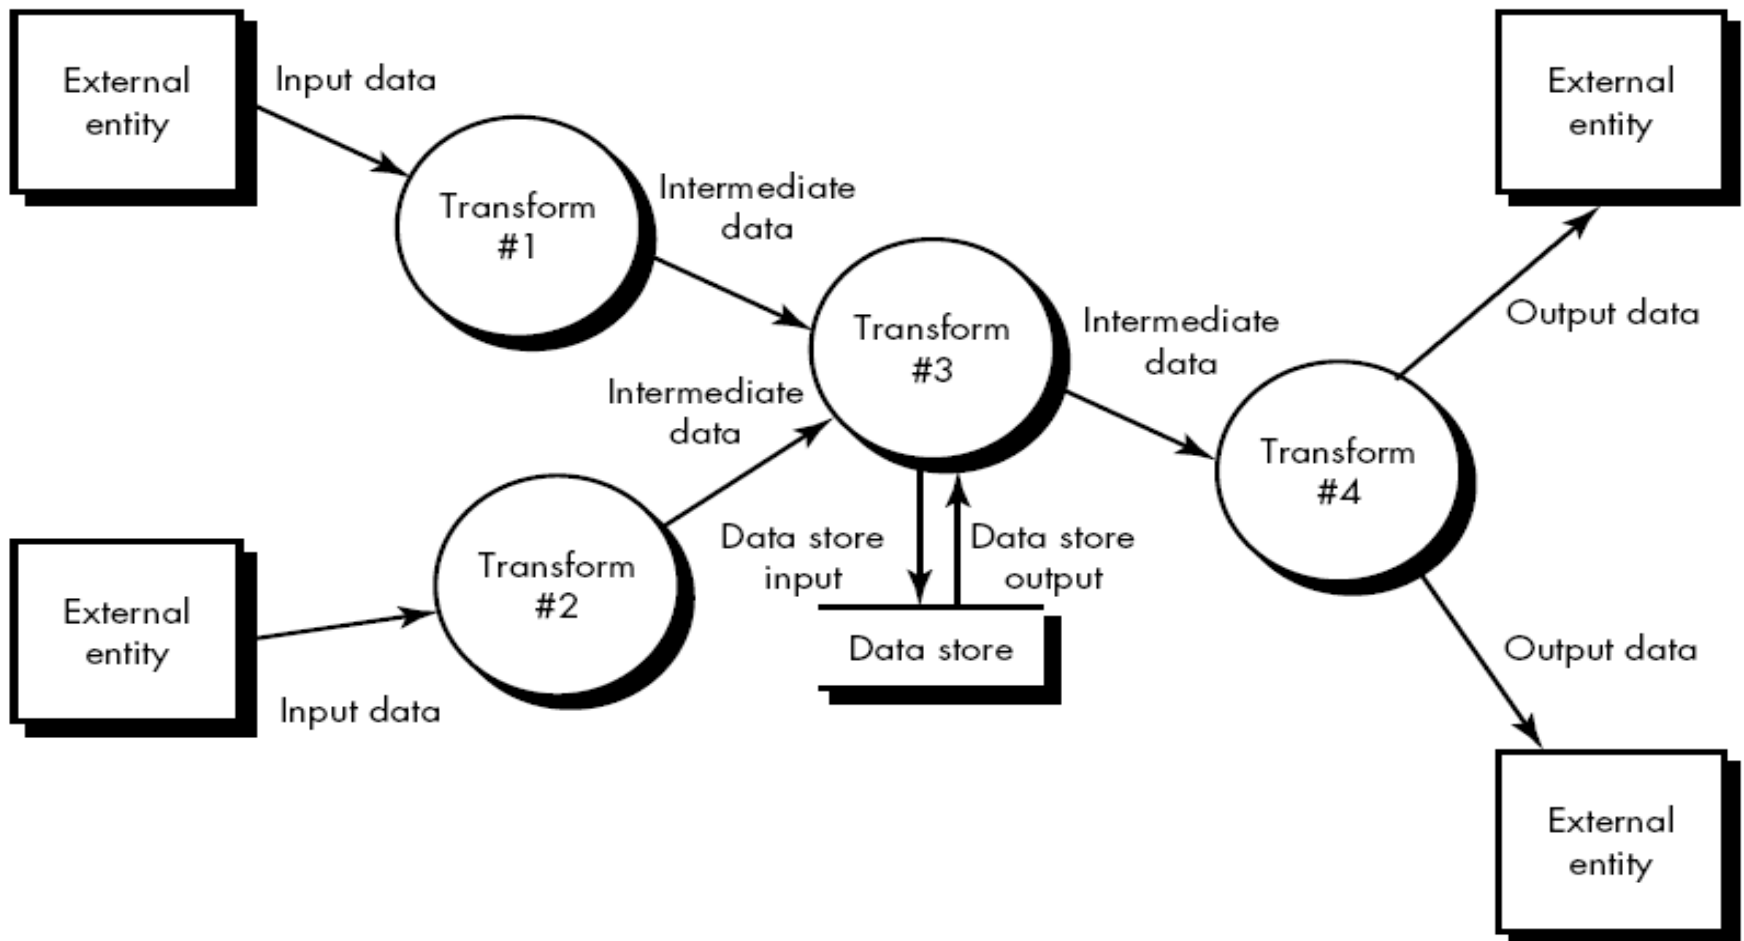 External
entity
Input data
Transform
#1
Intermediate
data
External
entity
Input data
Transform
#2
Intermediate
data
Transform
#3
Data store
input
Data store
output
Data store
Intermediate
data
Transform
#4
Output data
External
entity
Output data
External
entity